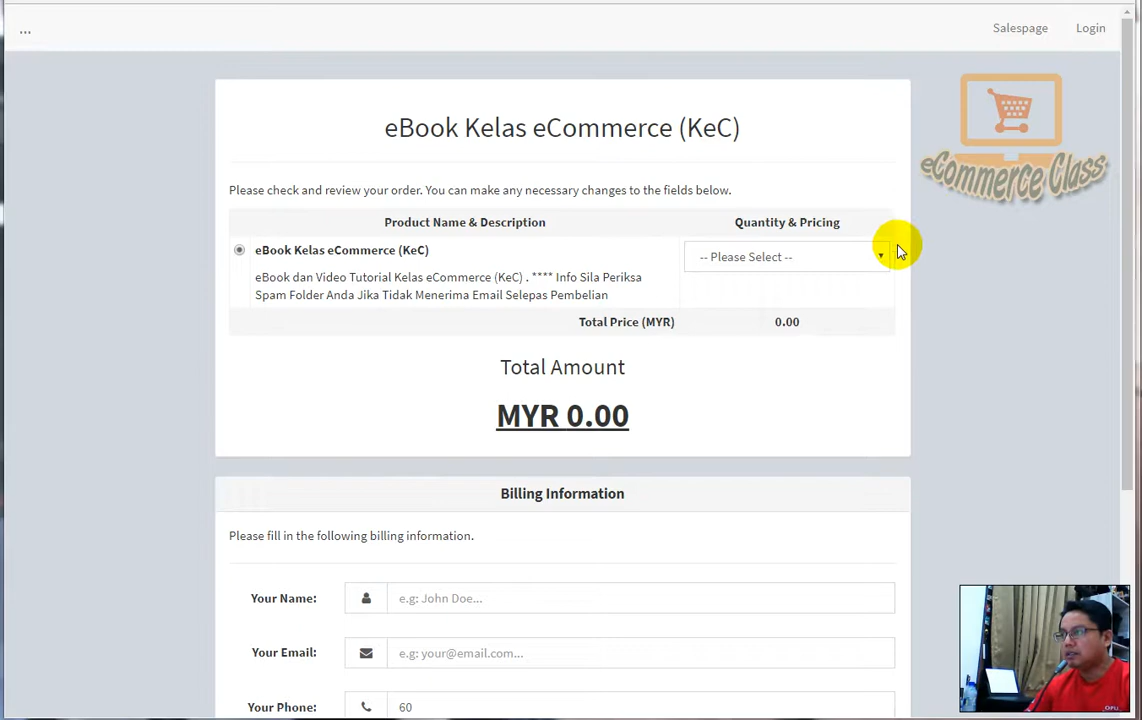 ...
Salespage
Login
eCommerce Class
eBook Kelas eCommerce (KeC)
Please check and review your order. You can make any necessary changes to the fields below.
Product Name & Description
Quantity & Pricing
eBook Kelas eCommerce (KeC)
-- Please Select --
eBook dan Video Tutorial Kelas eCommerce (KeC) . **** Info Sila Periksa
Spam Folder Anda Jika Tidak Menerima Email Selepas Pembelian
Total Price (MYR)
0.00
Total Amount
MYR 0.00
Billing Information
Please fill in the following billing information.
Your Name:
e.g: John Doe...
Your Email:
e.g: your@email.com...
Your Phone:
60